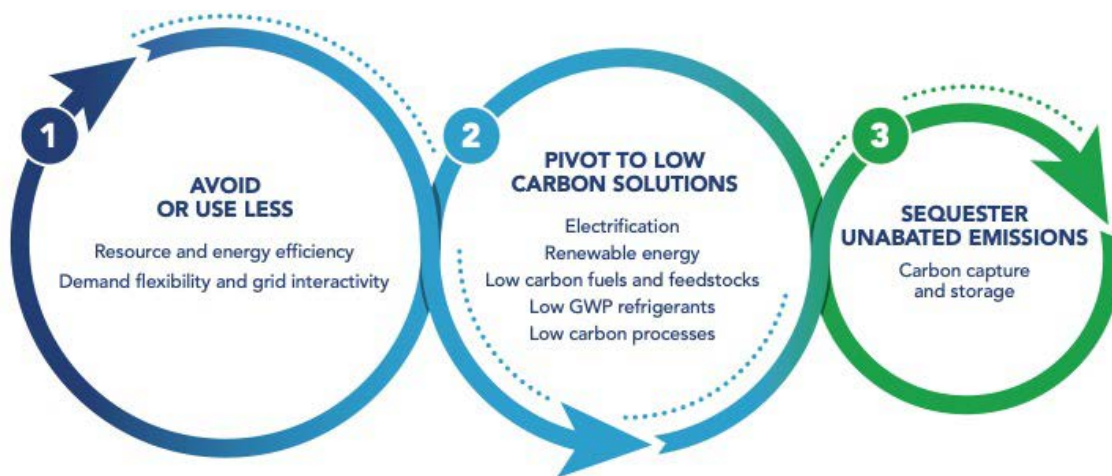 1
AVOID
OR USE LESS
Resource and energy efficiency
Demand flexibility and grid interactivity
2
PIVOT TO LOW
CARBON SOLUTIONS
Electrification
Renewable energy
Low carbon fuels and feedstocks
Low GWP refrigerants
Low carbon processes
3
SEQUESTER
UNABATED EMISSIONS
Carbon capture
and storage